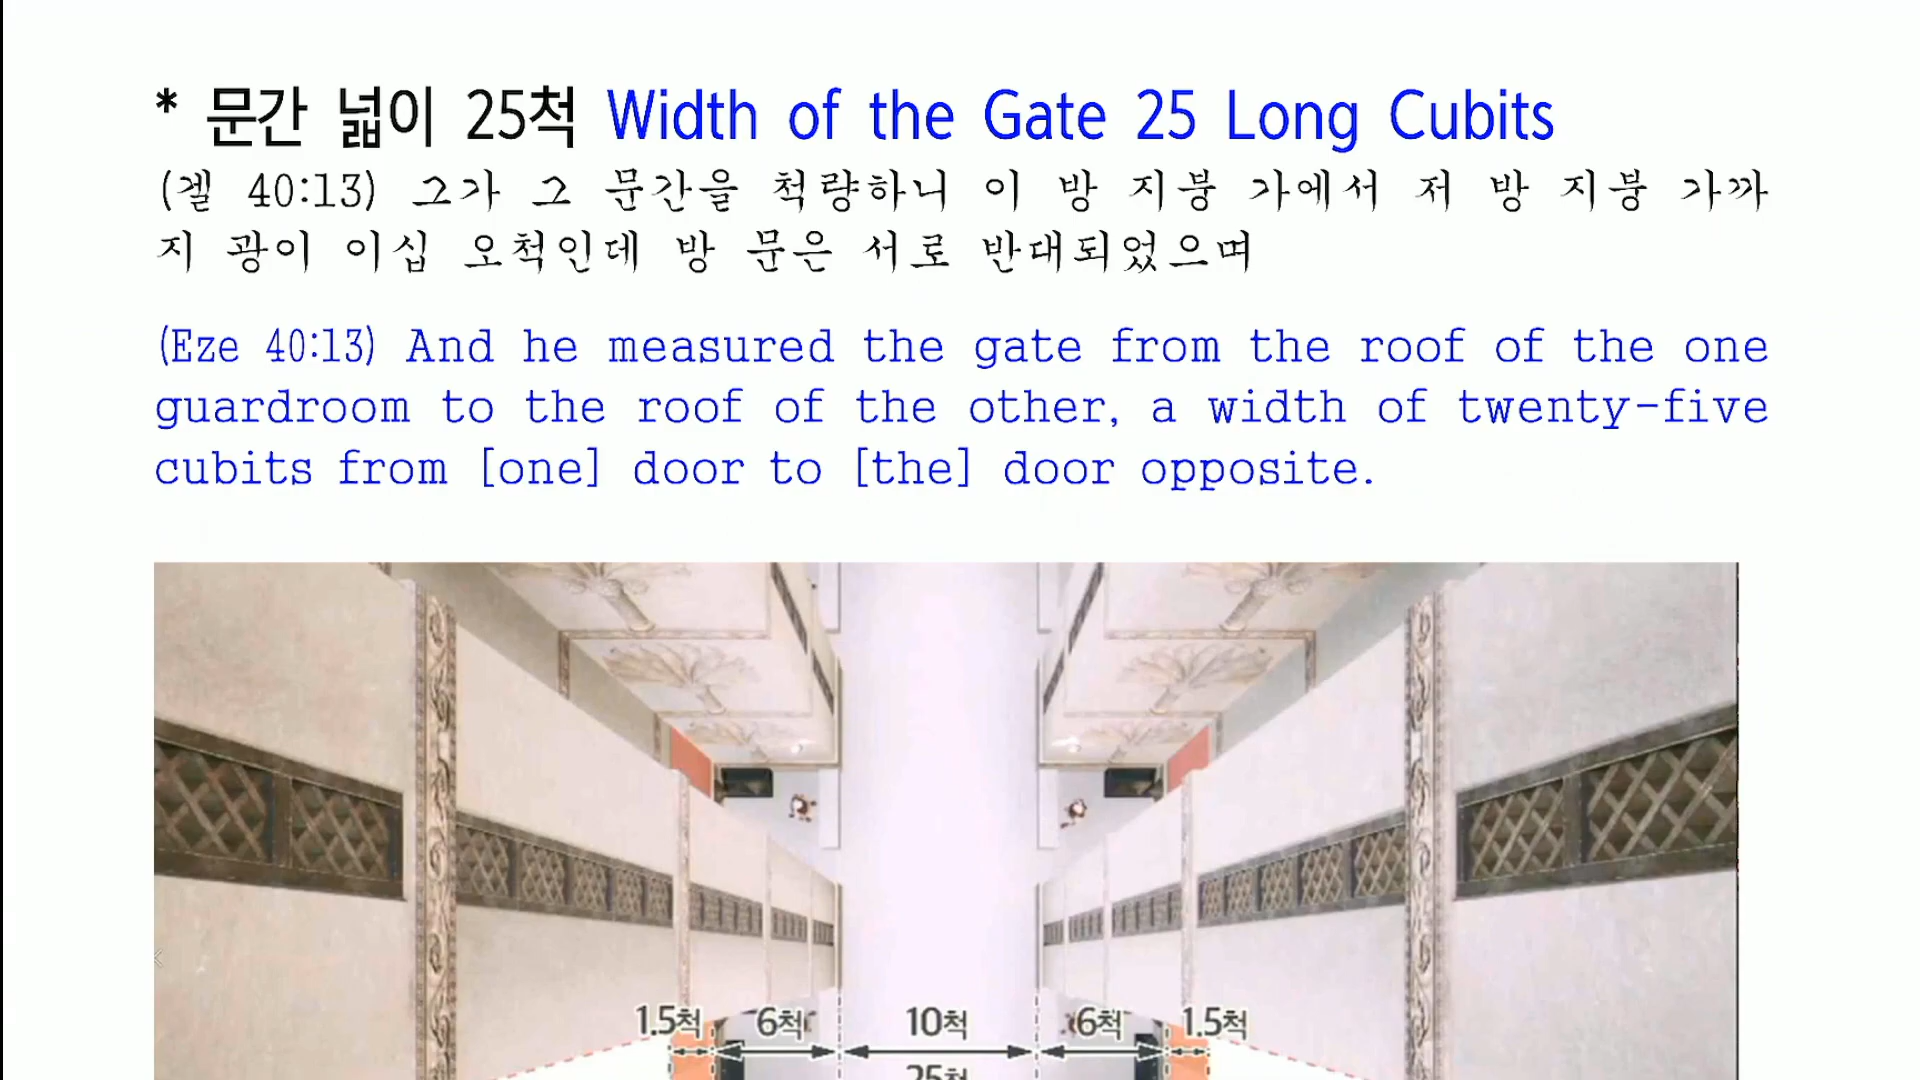 * 문간 넓이 25척 Width of the Gate 25 Long Cubits
(겔 40:13) 그가 그 문간을 척량하니 이 방 지붕 가에서 저 방 지붕 가까
지 광이 이십 오척인데 방 문은 서로 반대되었으며
(Eze 40:13) And he measured the gate from the roof of the one
guardroom to the roof of the other, a width of twenty-five
cubits from [one] door to [the] door opposite.
1.5척 6척 10척 6척 1.5척
25척